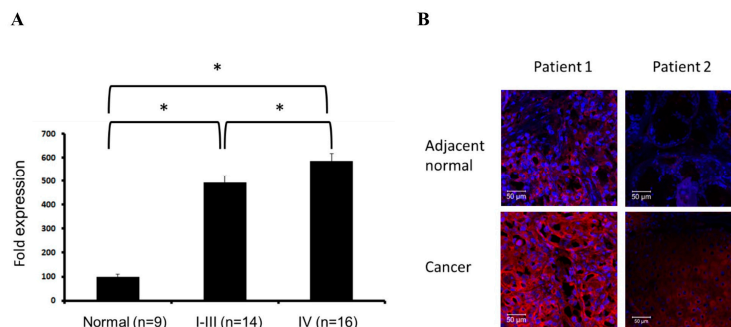 A
B
*
* *
700
600
500
400
300
200
100
0
Fold expression
Normal (n=9) I-III (n=14) IV (n=16)
Patient 1 Patient 2
Adjacent
normal
50 μm 50 μm
Cancer
50 μm 50 μm